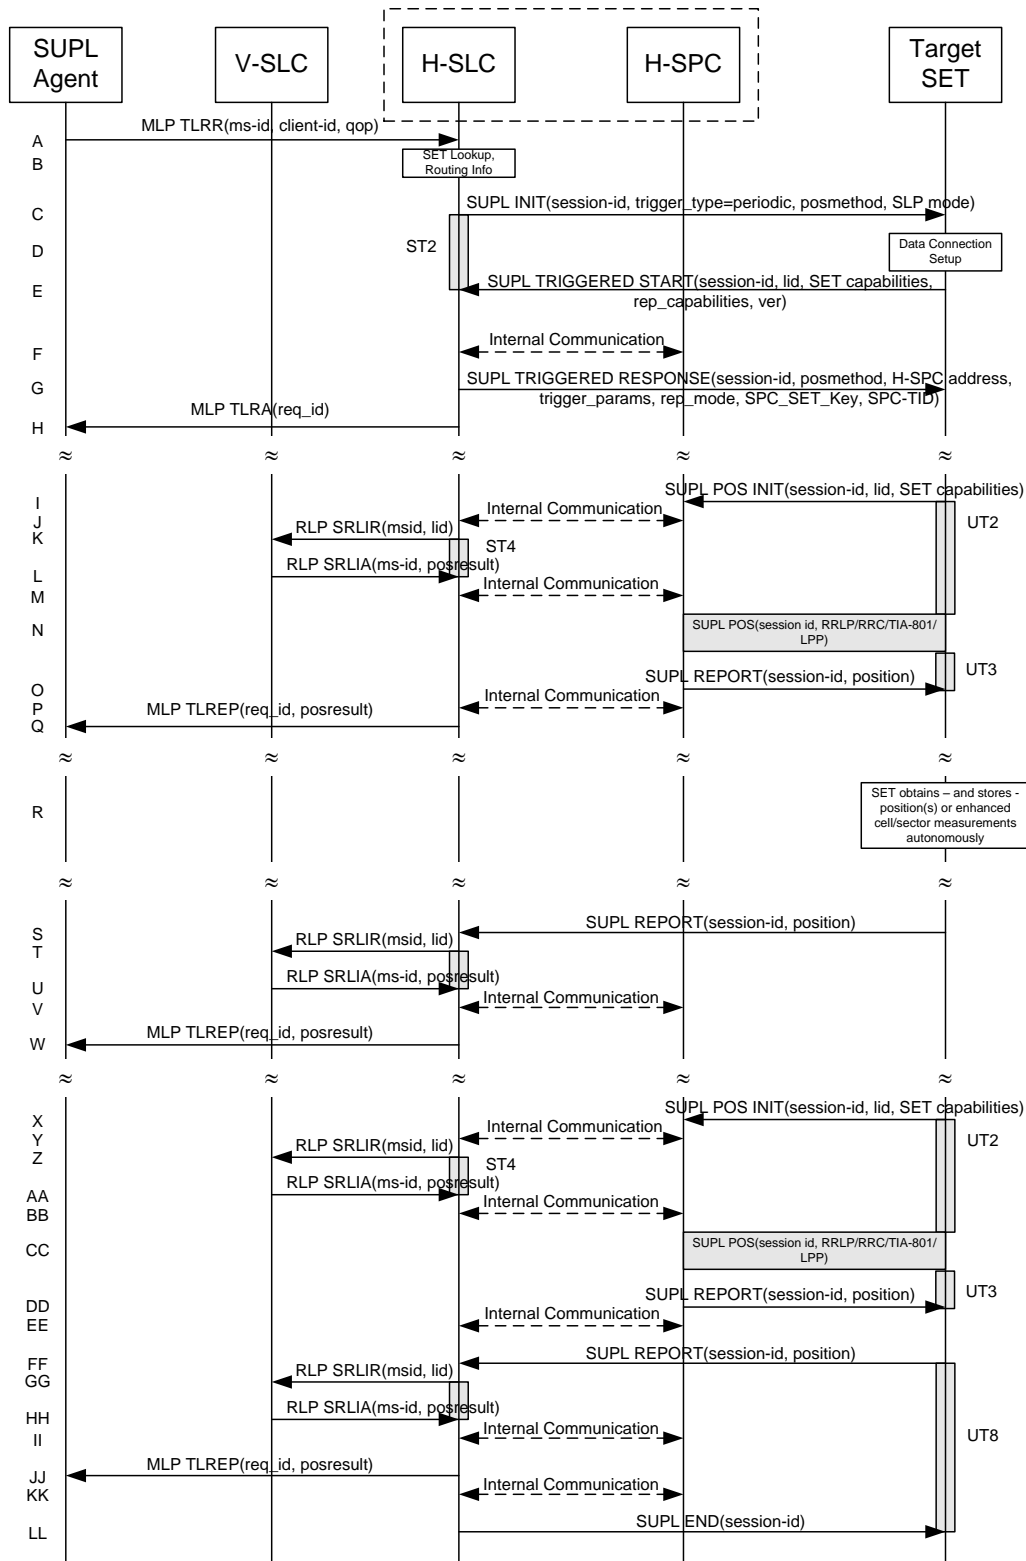 SUPL
Agent
V-SLC
H-SLC
H-SPC
Target
SET
A
MLP TLRR(ms-id, client-id, qop)
B
SET Lookup,
Routing Info
C
SUPL INIT(session-id, trigger_type=periodic, posmethod, SLP mode)
D
ST2
Data Connection
Setup
E
SUPL TRIGGERED START(session-id, lid, SET capabilities,
rep_capabilities, ver)
F
Internal Communication
G
SUPL TRIGGERED RESPONSE(session-id, posmethod, H-SPC address,
trigger_params, rep_mode, SPC_SET_Key, SPC-TID)
H
MLP TLRA(req_id)
≈ ≈ ≈ ≈ ≈
I
SUPL POS INIT(session-id, lid, SET capabilities)
J
Internal Communication
UT2
K
RLP SRLIR(msid, lid)
ST4
L
RLP SRLIA(ms-id, posresult)
M
Internal Communication
N
SUPL POS(session id, RRLP/RRC/TIA-801/
LPP)
UT3
O
SUPL REPORT(session-id, position)
P
Internal Communication
Q
MLP TLREP(req_id, posresult)
≈ ≈ ≈ ≈ ≈
R
SET obtains – and stores -
position(s) or enhanced
cell/sector measurements
autonomously
≈ ≈ ≈ ≈ ≈
S
SUPL REPORT(session-id, position)
T
RLP SRLIR(msid, lid)
U
RLP SRLIA(ms-id, posresult)
V
Internal Communication
W
MLP TLREP(req_id, posresult)
≈ ≈ ≈ ≈ ≈
X
SUPL POS INIT(session-id, lid, SET capabilities)
Y
Internal Communication
UT2
Z
RLP SRLIR(msid, lid)
ST4
AA
RLP SRLIA(ms-id, posresult)
BB
Internal Communication
CC
SUPL POS(session id, RRLP/RRC/TIA-801/
LPP)
UT3
DD
SUPL REPORT(session-id, position)
EE
Internal Communication
FF
SUPL REPORT(session-id, position)
GG
RLP SRLIR(msid, lid)
HH
RLP SRLIA(ms-id, posresult)
II
Internal Communication
UT8
JJ
MLP TLREP(req_id, posresult)
KK
Internal Communication
LL
SUPL END(session-id)